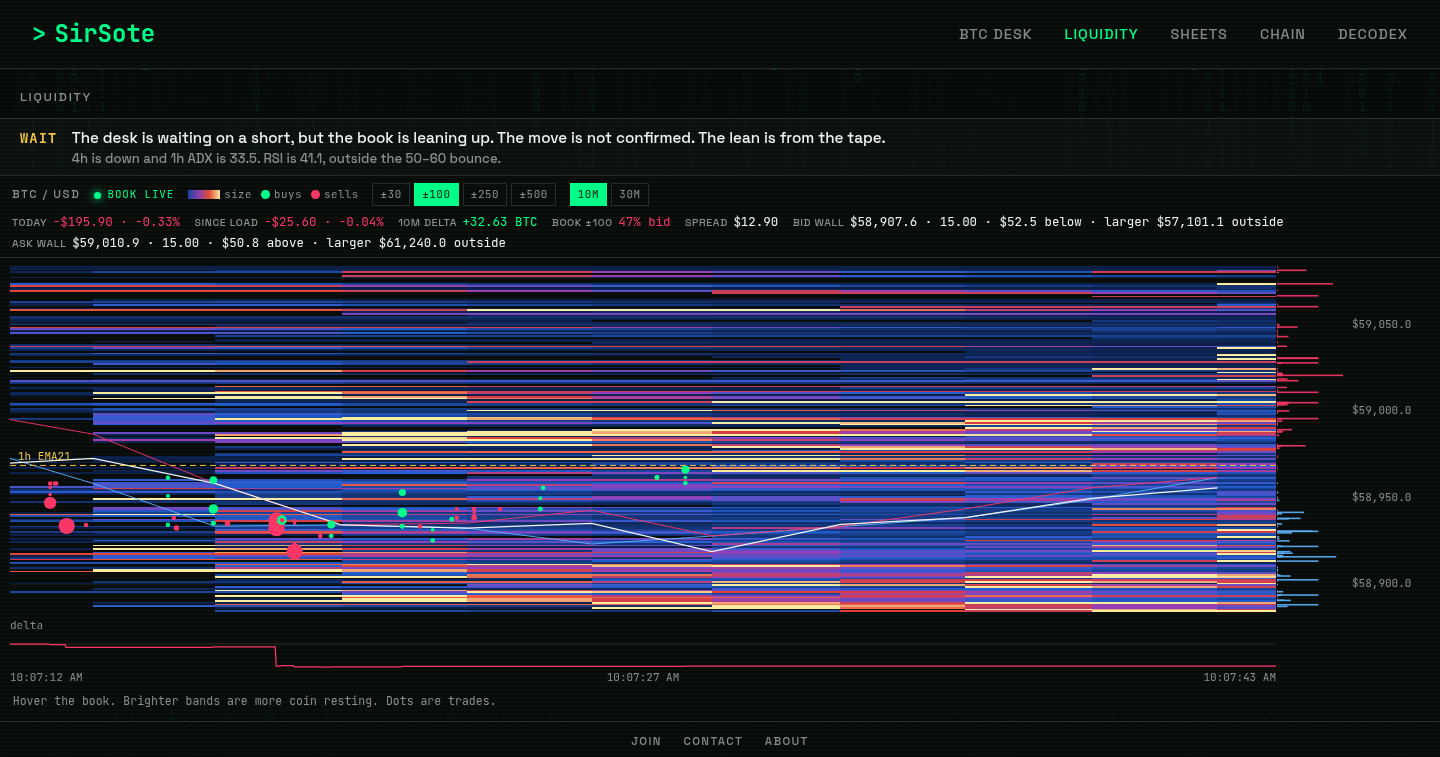 > SirSote
BTC DESK LIQUIDITY SHEETS CHAIN DECODEX
LIQUIDITY
WAIT The desk is waiting on a short, but the book is leaning up. The move is not confirmed. The lean is from the tape.
4h is down and 1h ADX is 33.5. RSI is 41.1, outside the 50–60 bounce.
BTC / USD BOOK LIVE size buys sells ±30 ±100 ±250 ±500 10M 30M
TODAY -$195.90 · -0.33% SINCE LOAD -$25.60 · -0.04% 10M DELTA +32.63 BTC BOOK ±100 47% bid SPREAD $12.90 BID WALL $58,907.6 · 15.00 · $52.5 below · larger $57,101.1 outside
ASK WALL $59,010.9 · 15.00 · $50.8 above · larger $61,240.0 outside
$59,050.0
$59,000.0
1h EMA21
$58,950.0
$58,900.0
delta
10:07:12 AM 10:07:27 AM 10:07:43 AM
Hover the book. Brighter bands are more coin resting. Dots are trades.
JOIN CONTACT ABOUT